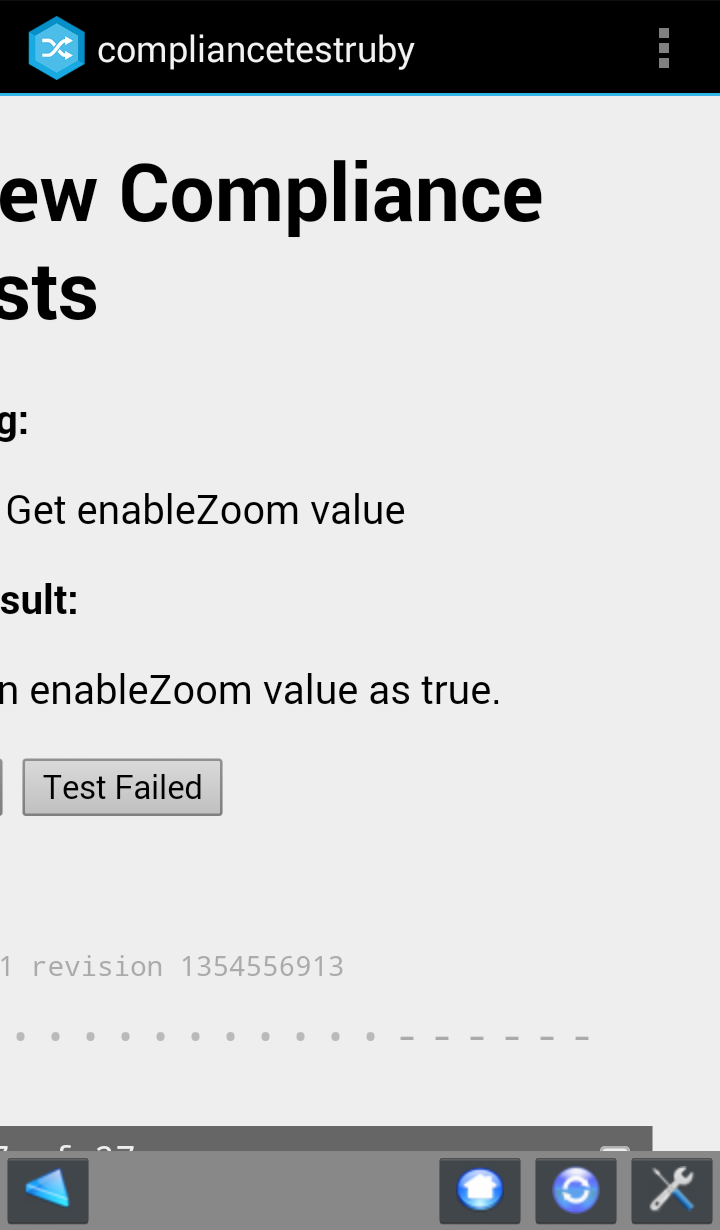 compliancetestruby
ew Compliance
sts
g:
Get enableZoom value
sult:
n enableZoom value as true.
Test Failed
1 revision 1354556913
• • • • • • • • • • • - - - - - -